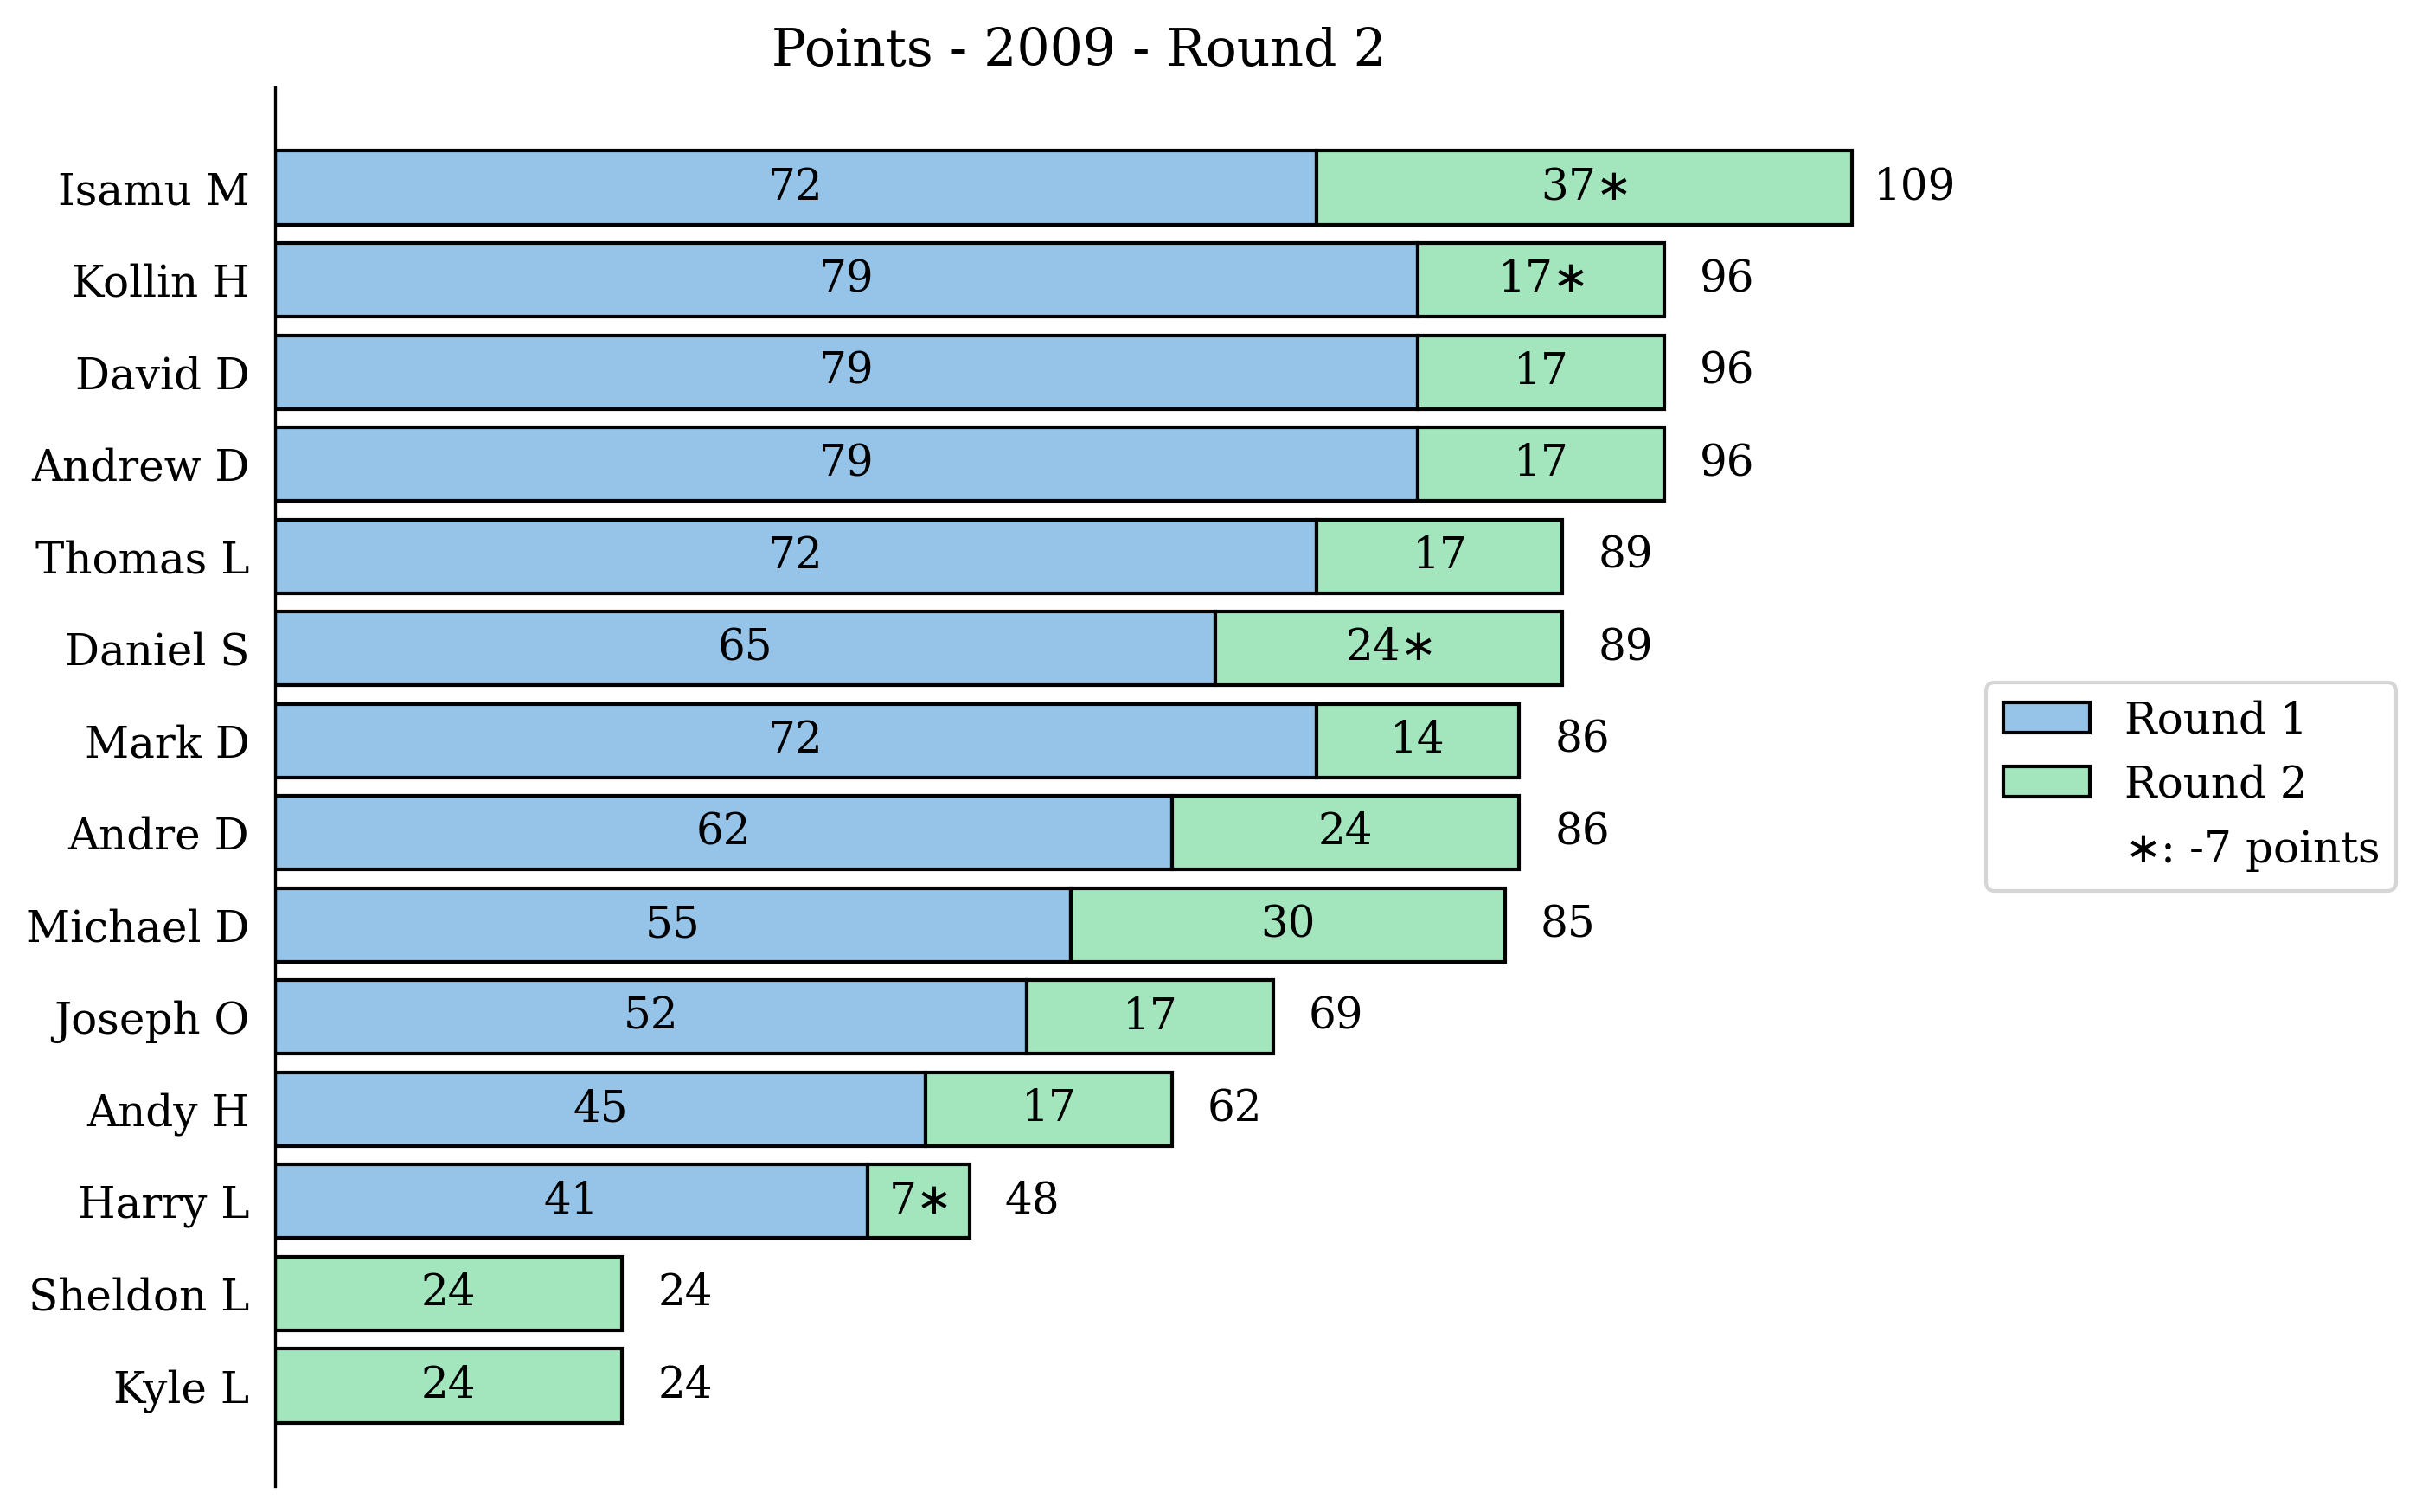 Points - 2009 - Round 2
Isamu M 72 37∗ 109
Kollin H 79 17∗ 96
David D 79 17 96
Andrew D 79 17 96
Thomas L 72 17 89
Daniel S 65 24∗ 89
Mark D 72 14 86
Andre D 62 24 86
Michael D 55 30 85
Joseph O 52 17 69
Andy H 45 17 62
Harry L 41 7∗ 48
Sheldon L 24 24
Kyle L 24 24
Round 1
Round 2
∗: -7 points